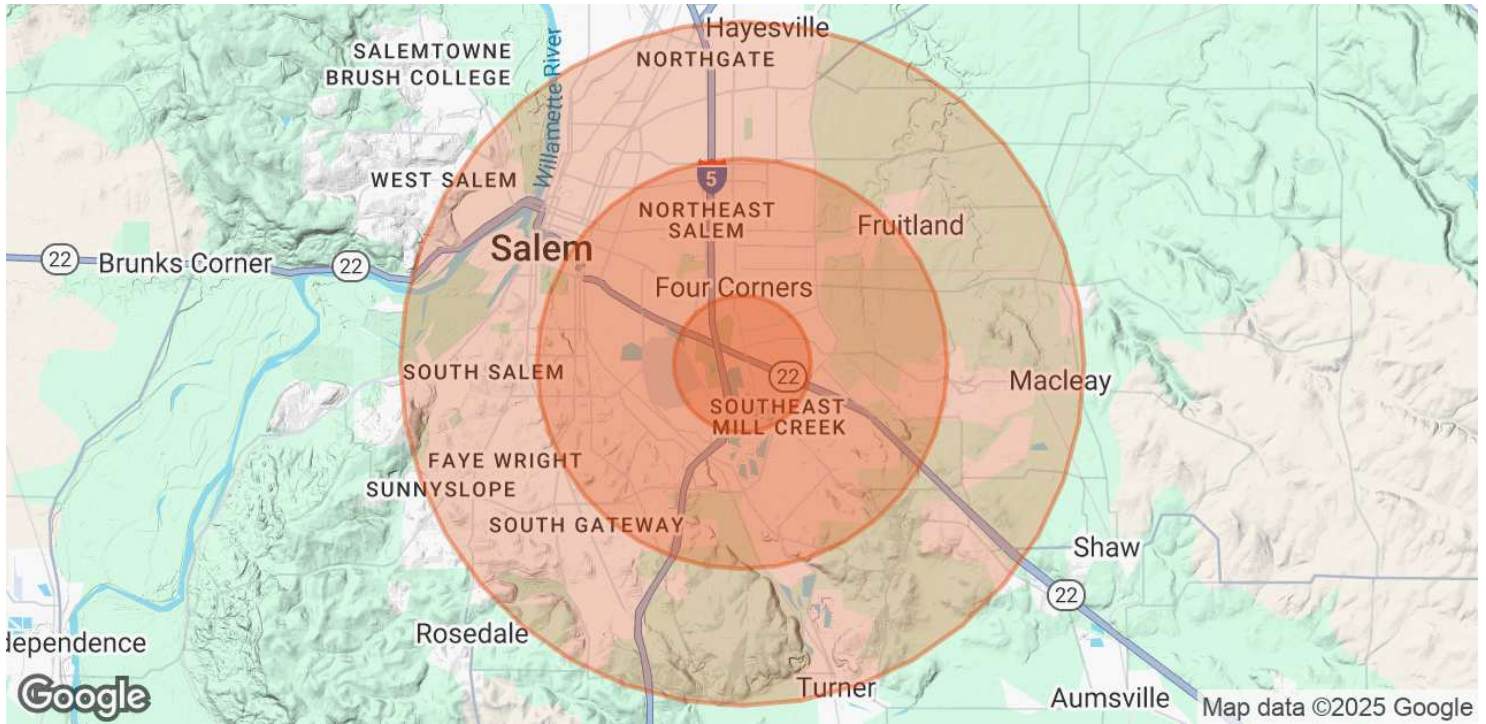 Hayesville
SALEMTOWNE
BRUSH COLLEGE
NORTHGATE
Willamette River
WEST SALEM
5
NORTHEAST
SALEM
Fruitland
Salem
22
Brunks Corner
22
Four Corners
SOUTH SALEM
22
Macleay
SOUTHEAST
MILL CREEK
FAYE WRIGHT
SUNNYSLOPE
SOUTH GATEWAY
Shaw
22
dependence
Rosedale
Turner
Aumsville
Google
Map data ©2025 Google